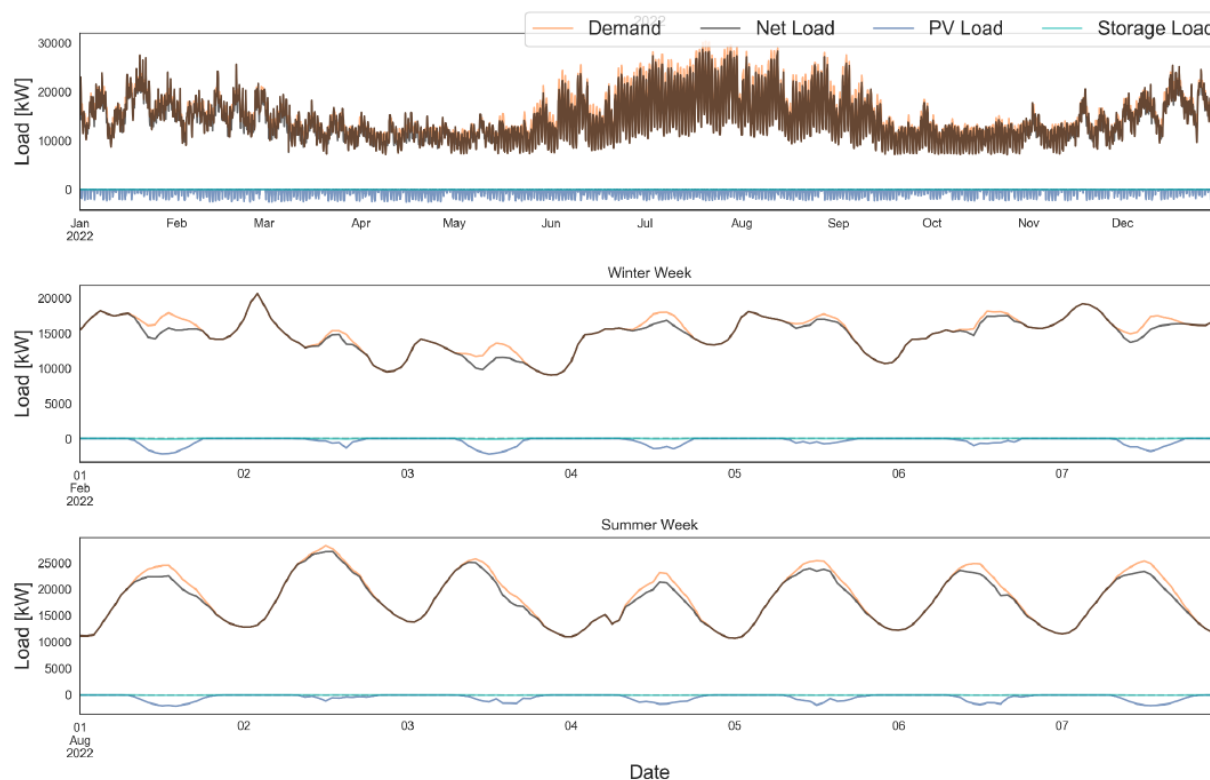 2022
Demand Net Load PV Load Storage Load
30000
20000
10000
0
Load [kW]
Jan Feb Mar Apr May Jun Jul Aug Sep Oct Nov Dec
2022
Winter Week
20000
15000
10000
5000
0
Load [kW]
01 02 03 04 05 06 07
Feb
2022
Summer Week
25000
20000
15000
10000
5000
0
Load [kW]
01 02 03 04 05 06 07
Aug
2022
Date